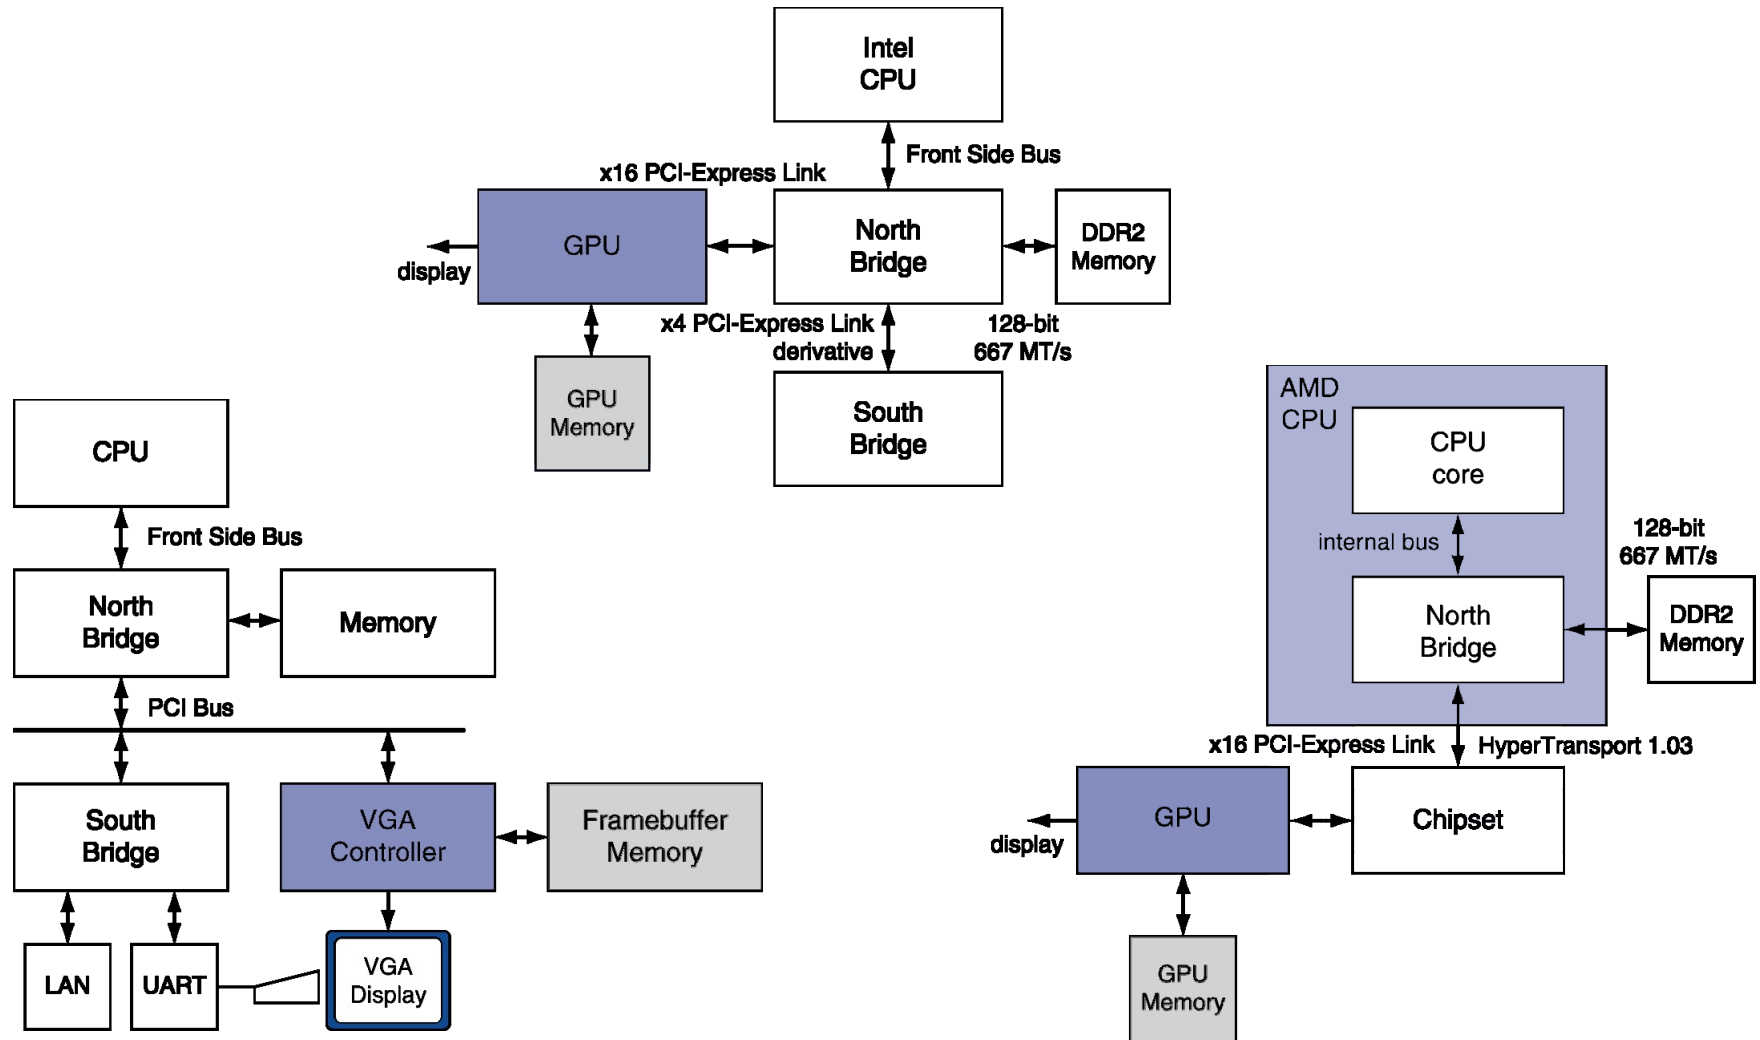 Intel
CPU
Front Side Bus
x16 PCI-Express Link
GPU
North
Bridge
DDR2
Memory
display
x4 PCI-Express Link
derivative
128-bit
667 MT/s
GPU
Memory
South
Bridge
CPU
Front Side Bus
North
Bridge
Memory
PCI Bus
South
Bridge
VGA
Controller
Framebuffer
Memory
LAN
UART
VGA
Display
AMD
CPU
CPU
core
internal bus
128-bit
667 MT/s
North
Bridge
DDR2
Memory
x16 PCI-Express Link
HyperTransport 1.03
GPU
Chipset
display
GPU
Memory